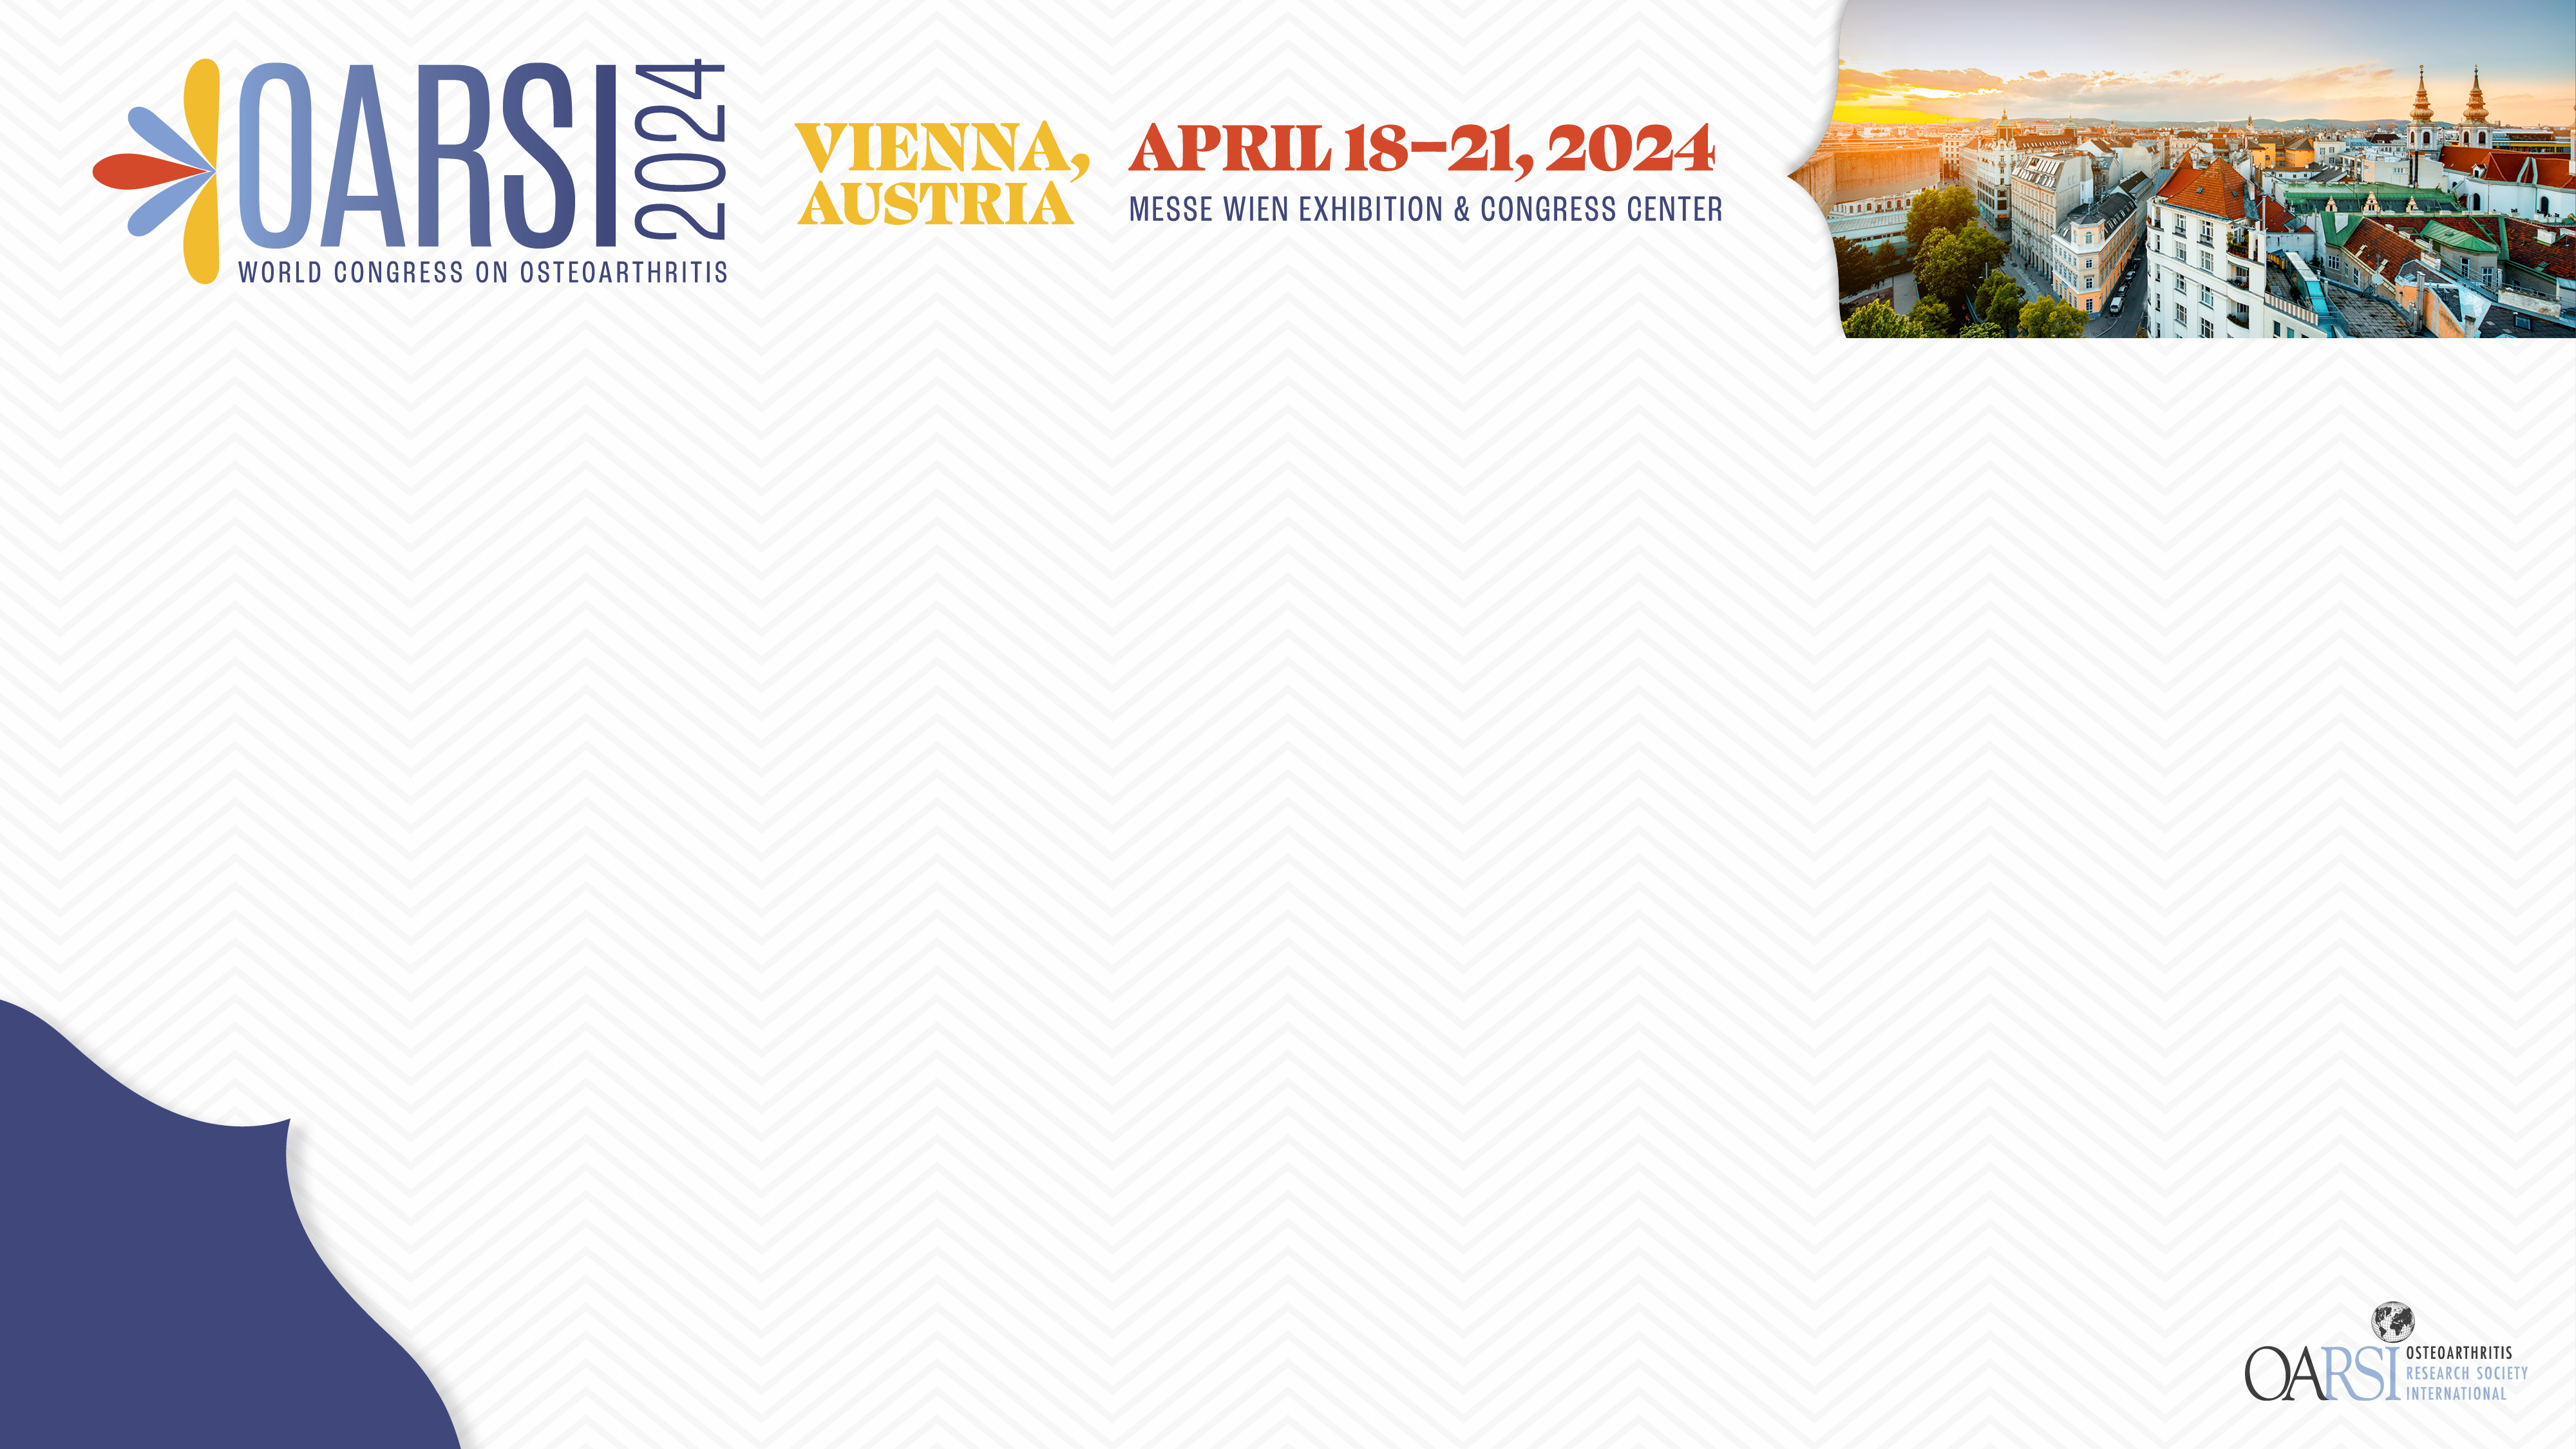 OARSI 2024
WORLD CONGRESS ON OSTEOARTHRITIS
VIENNA,
AUSTRIA
APRIL 18–21, 2024
MESSE WIEN EXHIBITION & CONGRESS CENTER
OARSI
OSTEOARTHRITIS
RESEARCH SOCIETY
INTERNATIONAL